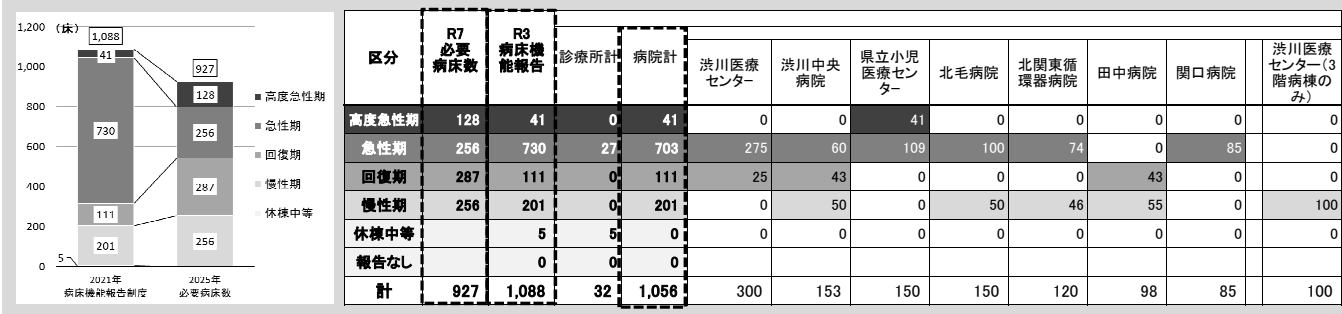 (床)
1,200
1,000
800
600
400
200
0
1,088
41
730
111
201
5
927
128
256
287
256
2021年
病床機能報告制度
2025年
必要病床数
■高度急性期
■急性期
■回復期
■慢性期
休棟中等
区分 R7必要病床数 R3病床機能報告 診療所計 病院計 渋川医療センター 渋川中央病院 県立小児医療センター 北毛病院 北関東循環器病院 田中病院 関口病院 渋川医療センター(3階病棟のみ)
高度急性期 128 41 0 41 0 0 41 0 0 0 0 0
急性期 256 730 27 703 275 60 109 100 74 0 85 0
回復期 287 111 0 111 25 43 0 0 0 43 0 0
慢性期 256 201 0 201 0 50 0 50 46 55 0 100
休棟中等 5 5 0 0 0 0 0 0 0 0 0
報告なし 0 0 0
計 927 1,088 32 1,056 300 153 150 150 120 98 85 100